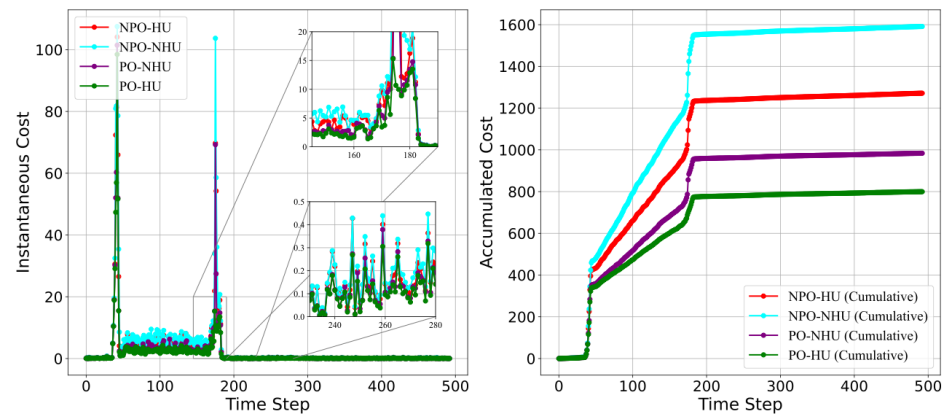 NPO-HU
NPO-NHU
PO-NHU
PO-HU
Instantaneous Cost
100
80
60
40
20
0
0 100 200 300 400 500
Time Step
20
15
10
5
0
160 180
0.5
0.4
0.3
0.2
0.1
0.0
240 260 280
Accumulated Cost
1600
1400
1200
1000
800
600
400
200
0
0 100 200 300 400 500
Time Step
NPO-HU (Cumulative)
NPO-NHU (Cumulative)
PO-NHU (Cumulative)
PO-HU (Cumulative)